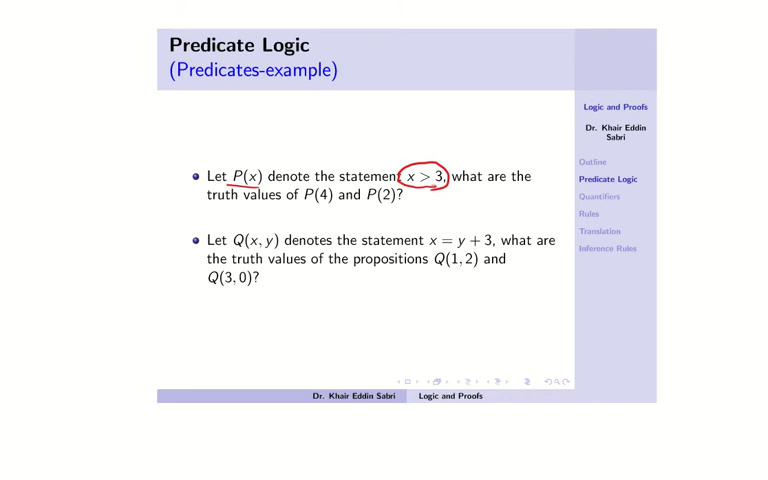 Predicate Logic
(Predicates-example)
Logic and Proofs
Dr. Khair Eddin
Sabri
Outline
Predicate Logic
Quantifiers
Rules
Translation
Inference Rules
Let P(x) denote the statement x > 3, what are the
truth values of P(4) and P(2)?
Let Q(x, y) denotes the statement x = y + 3, what are
the truth values of the propositions Q(1, 2) and
Q(3, 0)?
Dr. Khair Eddin Sabri Logic and Proofs